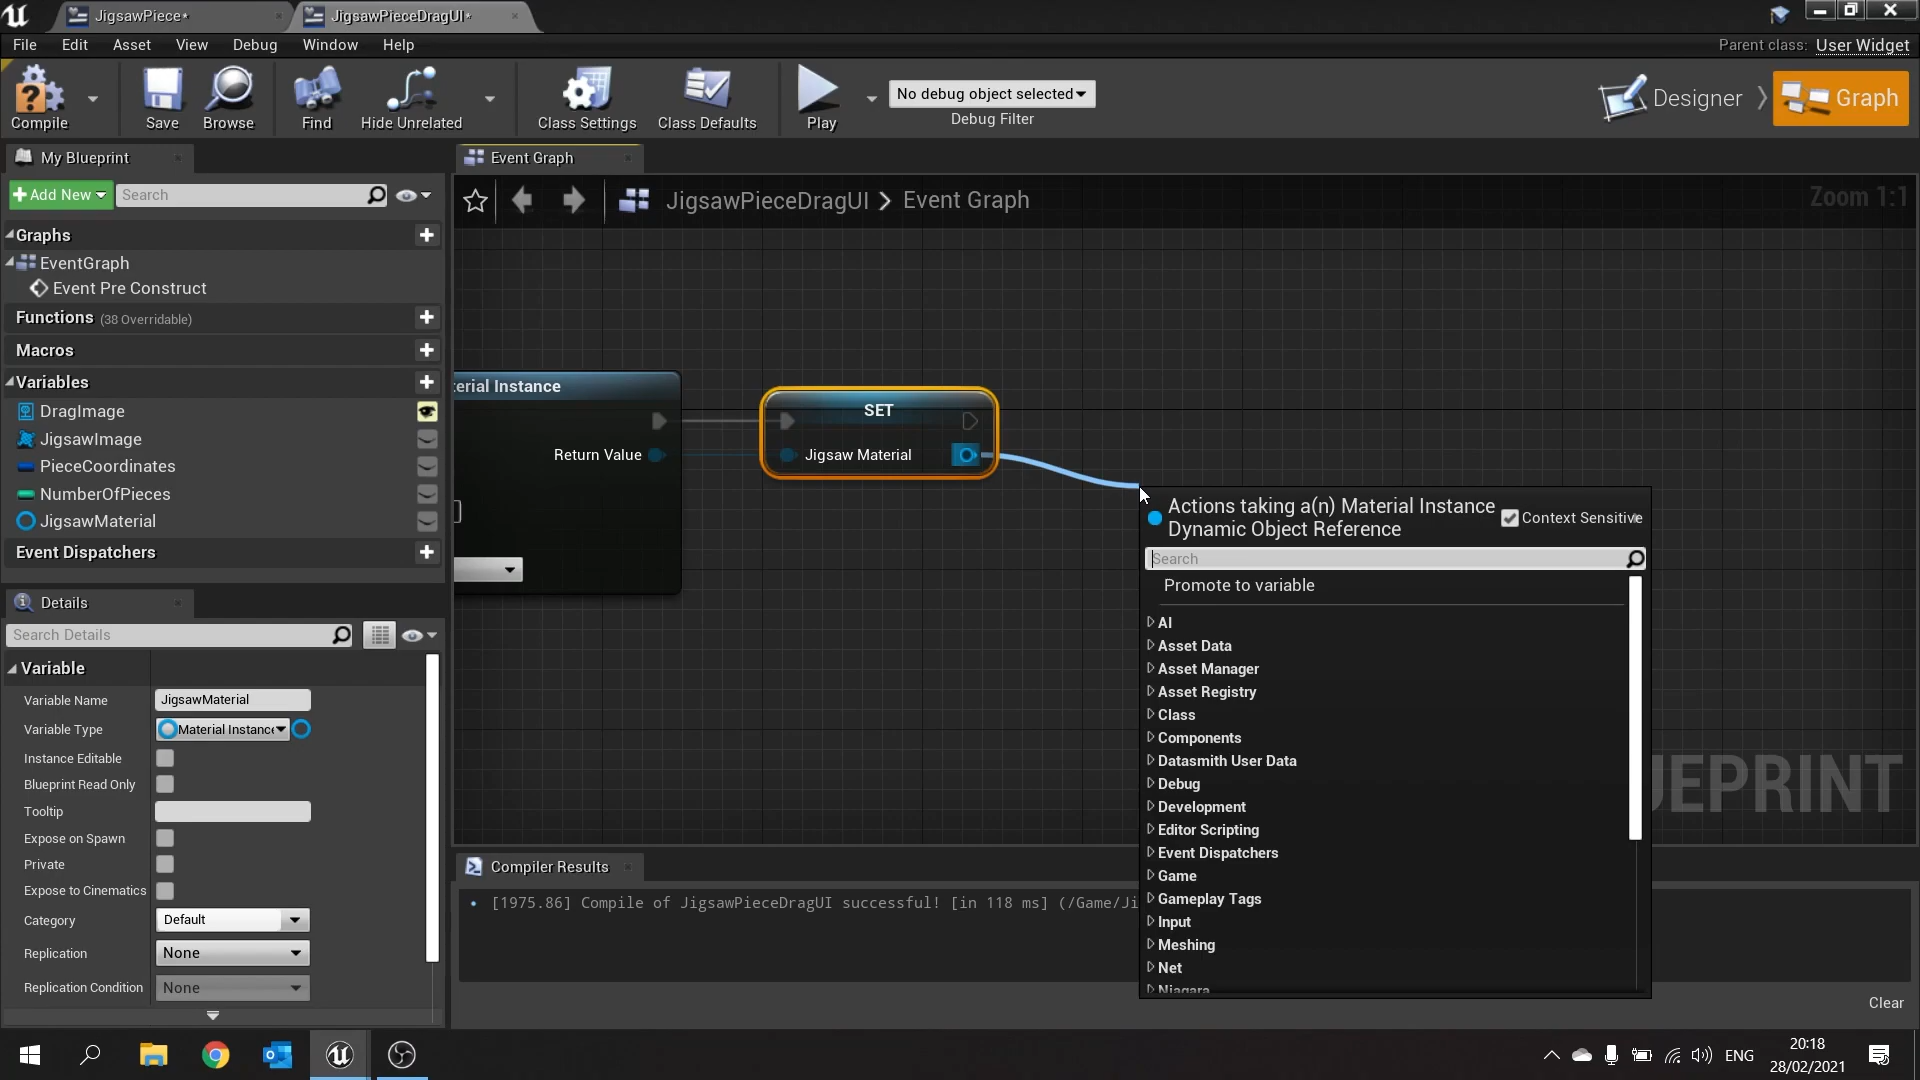 JigsawPiece*
JigsawPieceDragUI*
File Edit Asset View Debug Window Help
Parent class: User Widget
Compile
Save
Browse
Find
Hide Unrelated
Class Settings
Class Defaults
Play
No debug object selected
Debug Filter
Designer
Graph
My Blueprint
Add New
Search
Graphs
EventGraph
Event Pre Construct
Functions (38 Overridable)
Macros
Variables
DragImage
JigsawImage
PieceCoordinates
NumberOfPieces
JigsawMaterial
Event Dispatchers
Details
Search Details
Variable
Variable Name JigsawMaterial
Variable Type Material Instance
Instance Editable
Blueprint Read Only
Tooltip
Expose on Spawn
Private
Expose to Cinematics
Category Default
Replication None
Replication Condition None
Event Graph
JigsawPieceDragUI > Event Graph
Zoom 1:1
erial Instance
Return Value
SET
Jigsaw Material
Actions taking a(n) Material Instance
Dynamic Object Reference
Context Sensitive
Search
Promote to variable
AI
Asset Data
Asset Manager
Asset Registry
Class
Components
Datasmith User Data
Debug
Development
Editor Scripting
Event Dispatchers
Game
Gameplay Tags
Input
Meshing
Net
Niagara
UEPRINT
Compiler Results
[1975.86] Compile of JigsawPieceDragUI successful! [in 118 ms] (/Game/Ji
Clear
ENG
20:18
28/02/2021